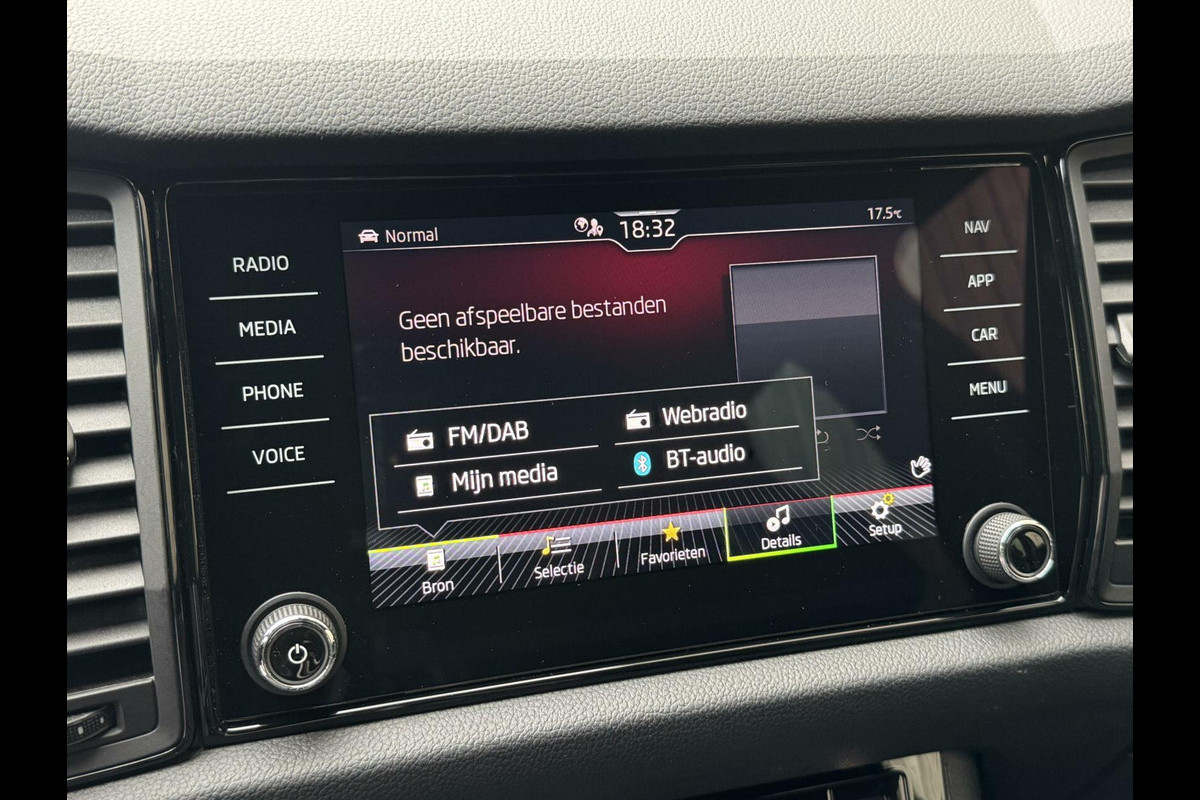 Normal
18:32
17.5°C
RADIO
MEDIA
PHONE
VOICE
NAV
APP
CAR
MENU
Geen afspeelbare bestanden
beschikbaar.
FM/DAB
Webradio
Mijn media
BT-audio
Bron
Selectie
Favorieten
Details
Setup